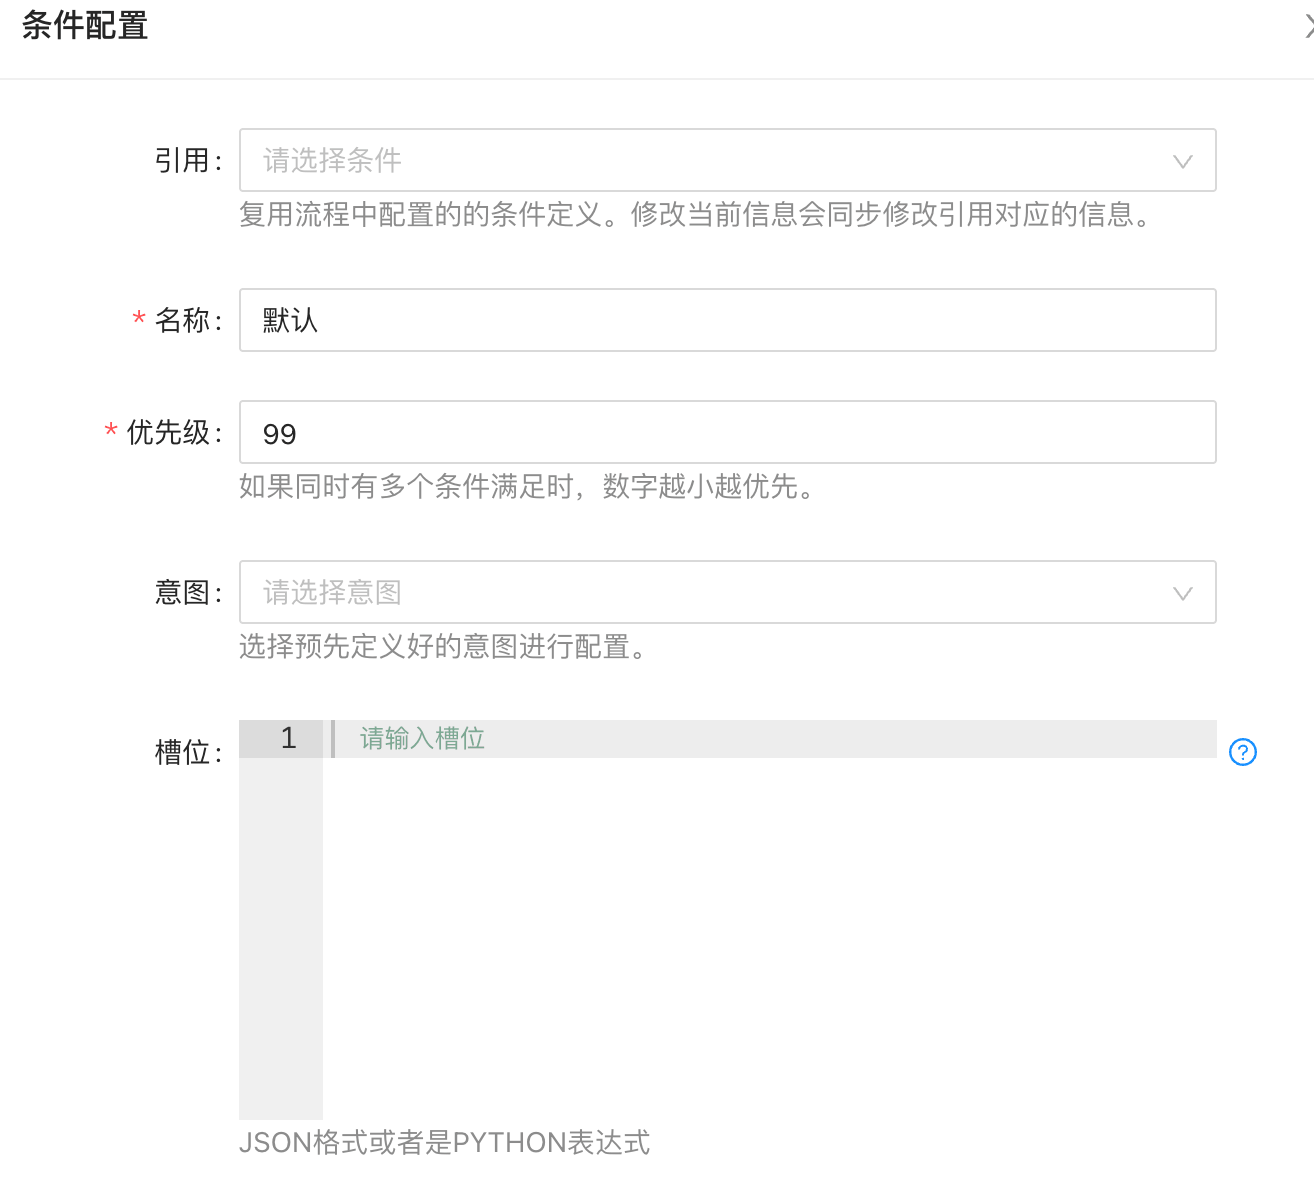 条件配置
引用：
请选择条件
复用流程中配置的的条件定义。修改当前信息会同步修改引用对应的信息。
* 名称：
默认
* 优先级：
99
如果同时有多个条件满足时，数字越小越优先。
意图：
请选择意图
选择预先定义好的意图进行配置。
槽位：
1
请输入槽位
?
JSON格式或者是PYTHON表达式